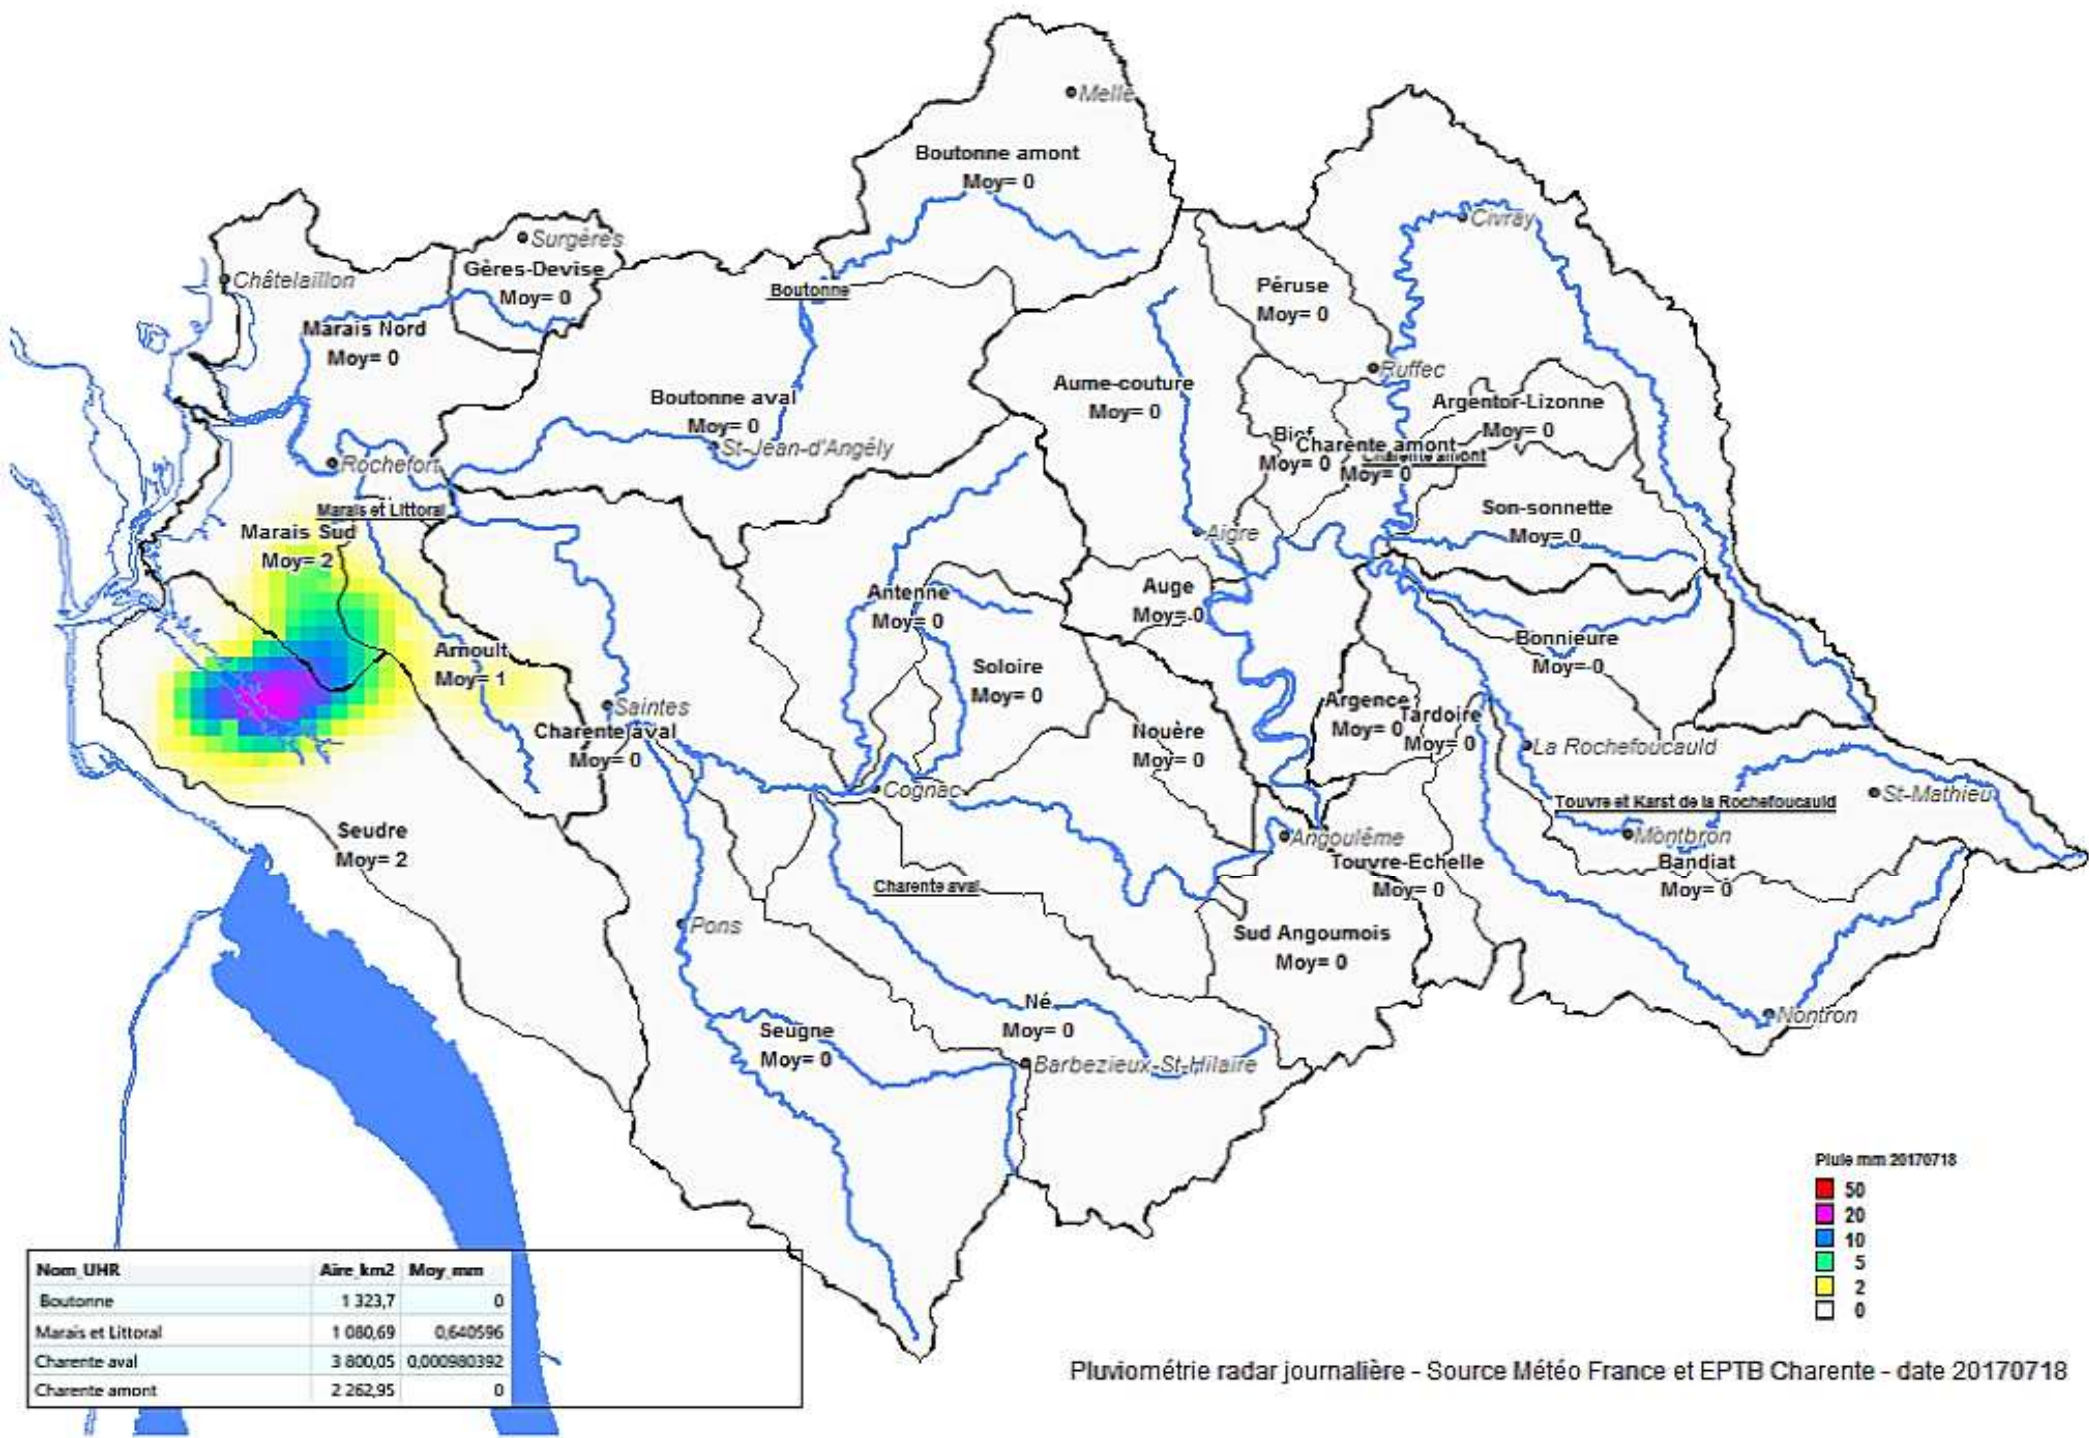 Melle
Boutonne amont
Moy= 0
Civray
Surgères
Gères-Devise
Moy= 0
Châtelaillon
Boutonne
Péruse
Moy= 0
Marais Nord
Moy= 0
Ruffec
Aume-couture
Moy= 0
Boutonne aval
Moy= 0
St-Jean-d'Angély
Argentor-Lizonne
Moy= 0
Bief
Moy= 0
Charente amont
Charente amont
Moy= 0
Rochefort
Marais et Littoral
Marais Sud
Moy= 2
Son-sonnette
Moy= 0
Aigre
Antenne
Moy= 0
Auge
Moy= 0
Bonnieure
Moy= 0
Arnoult
Moy= 1
Soloire
Moy= 0
Saintes
Charente aval
Moy= 0
Nouère
Moy= 0
Argence
Moy= 0
Tardoire
Moy= 0
La Rochefoucauld
Cognac
Touvre et Karst de la Rochefoucauld
St-Mathieu
Montbron
Bandiat
Moy= 0
Seudre
Moy= 2
Angoulême
Touvre-Echelle
Moy= 0
Charente aval
Pons
Sud Angoumois
Moy= 0
Né
Moy= 0
Nontron
Seugne
Moy= 0
Barbezieux-St-Hilaire
Pluie mm 20170718
50
20
10
5
2
0
Nom_UHR Aire_km2 Moy_mm
Boutonne 1 323,7 0
Marais et Littoral 1 080,69 0,640596
Charente aval 3 800,05 0,000980392
Charente amont 2 262,95 0
Pluviométrie radar journalière - Source Météo France et EPTB Charente - date 20170718